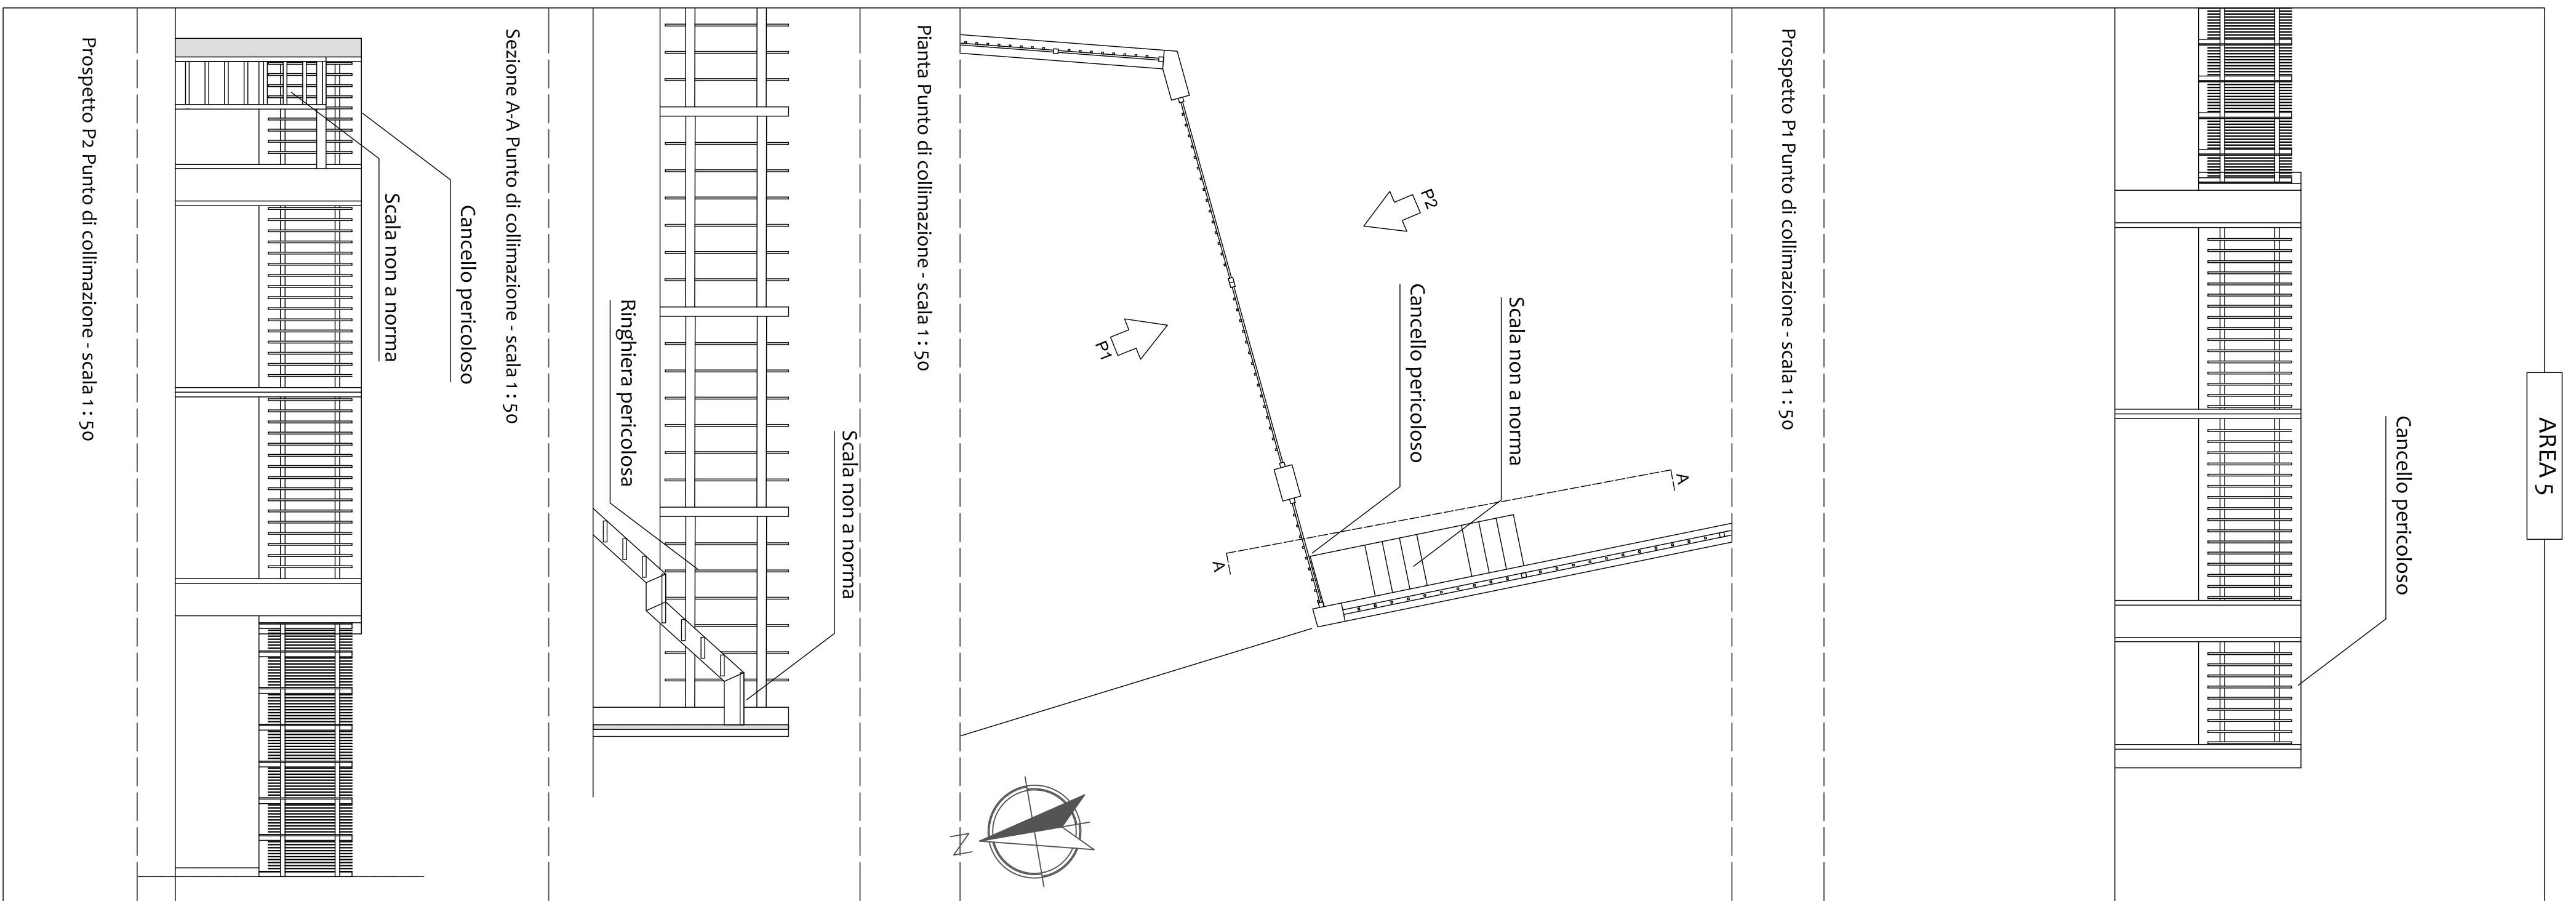 AREA 5
Cancello pericoloso
Prospetto P1 Punto di collimazione - scala 1 : 50
A
Scala non a norma
P2
Cancello pericoloso
A
P1
N
Pianta Punto di collimazione - scala 1 : 50
Scala non a norma
Ringhiera pericolosa
Sezione A-A Punto di collimazione - scala 1 : 50
Cancello pericoloso
Scala non a norma
Prospetto P2 Punto di collimazione - scala 1 : 50